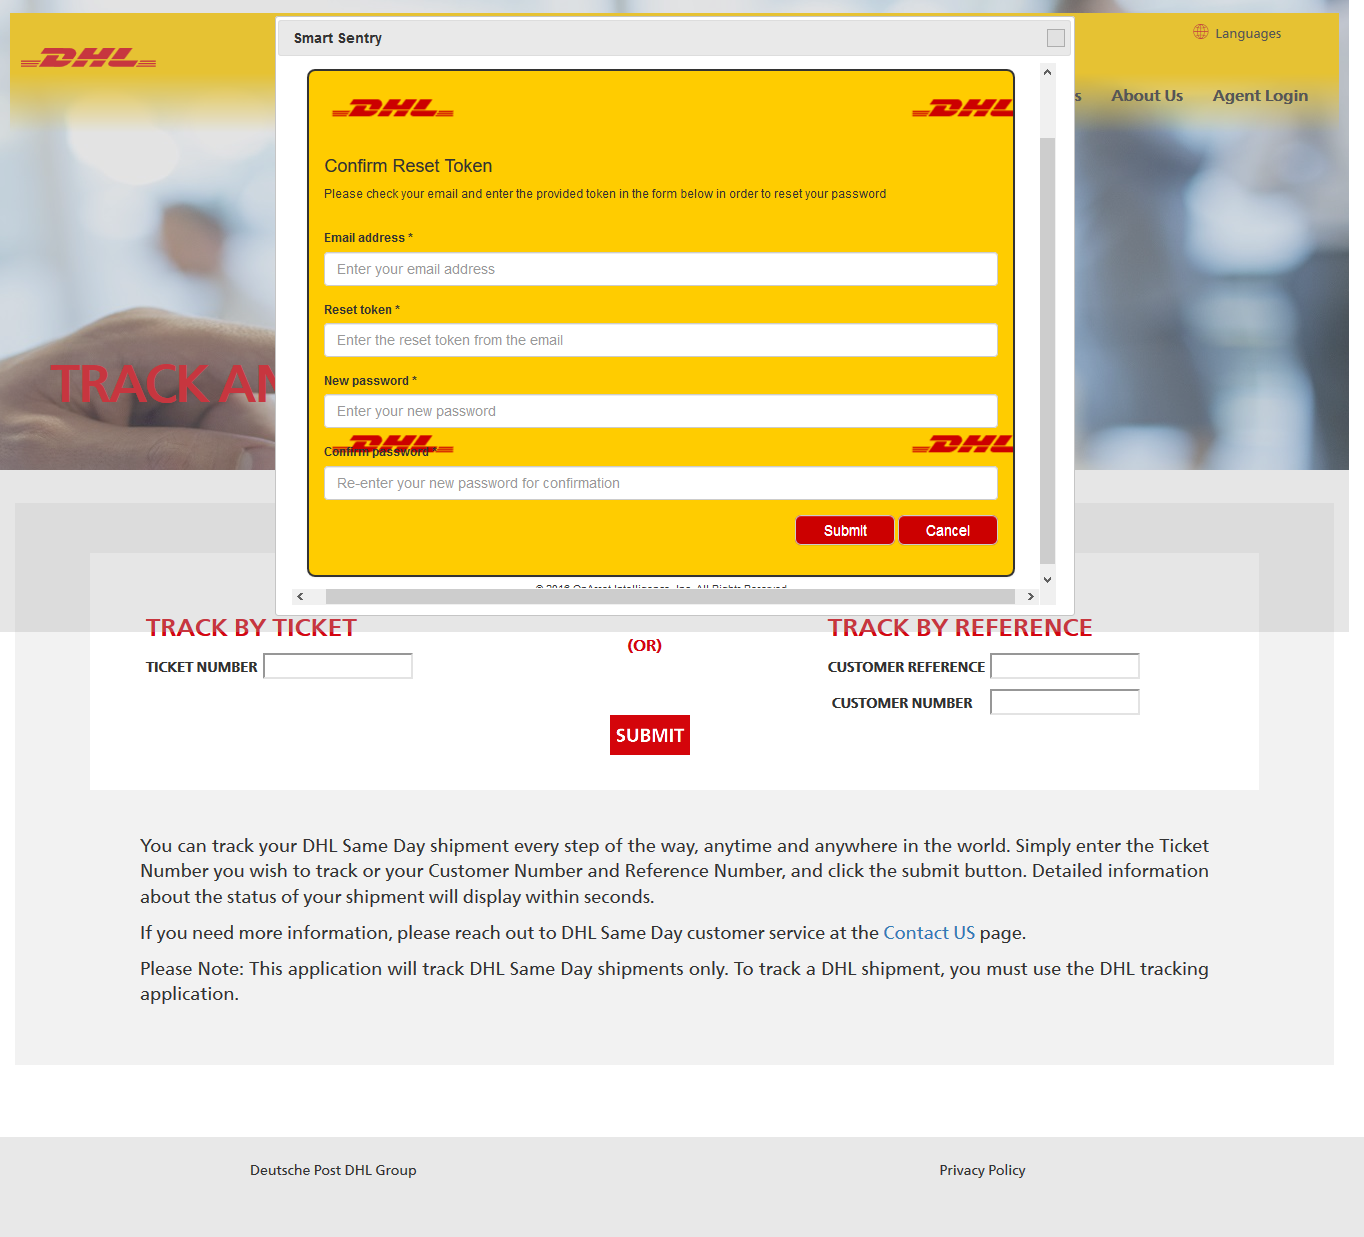 Smart Sentry
Languages
DHL
DHL
DHL
About Us
Agent Login
Confirm Reset Token
Please check your email and enter the provided token in the form below in order to reset your password
Email address *
Enter your email address
Reset token *
Enter the reset token from the email
TRACK
New password *
Enter your new password
DHL
DHL
Confirm password *
Re-enter your new password for confirmation
Submit
Cancel
© 2016 OnAsset Intelligence, Inc. All Rights Reserved
TRACK BY TICKET
(OR)
TRACK BY REFERENCE
TICKET NUMBER
CUSTOMER REFERENCE
CUSTOMER NUMBER
SUBMIT
You can track your DHL Same Day shipment every step of the way, anytime and anywhere in the world. Simply enter the Ticket
Number you wish to track or your Customer Number and Reference Number, and click the submit button. Detailed information
about the status of your shipment will display within seconds.
If you need more information, please reach out to DHL Same Day customer service at the Contact US page.
Please Note: This application will track DHL Same Day shipments only. To track a DHL shipment, you must use the DHL tracking
application.
Deutsche Post DHL Group
Privacy Policy